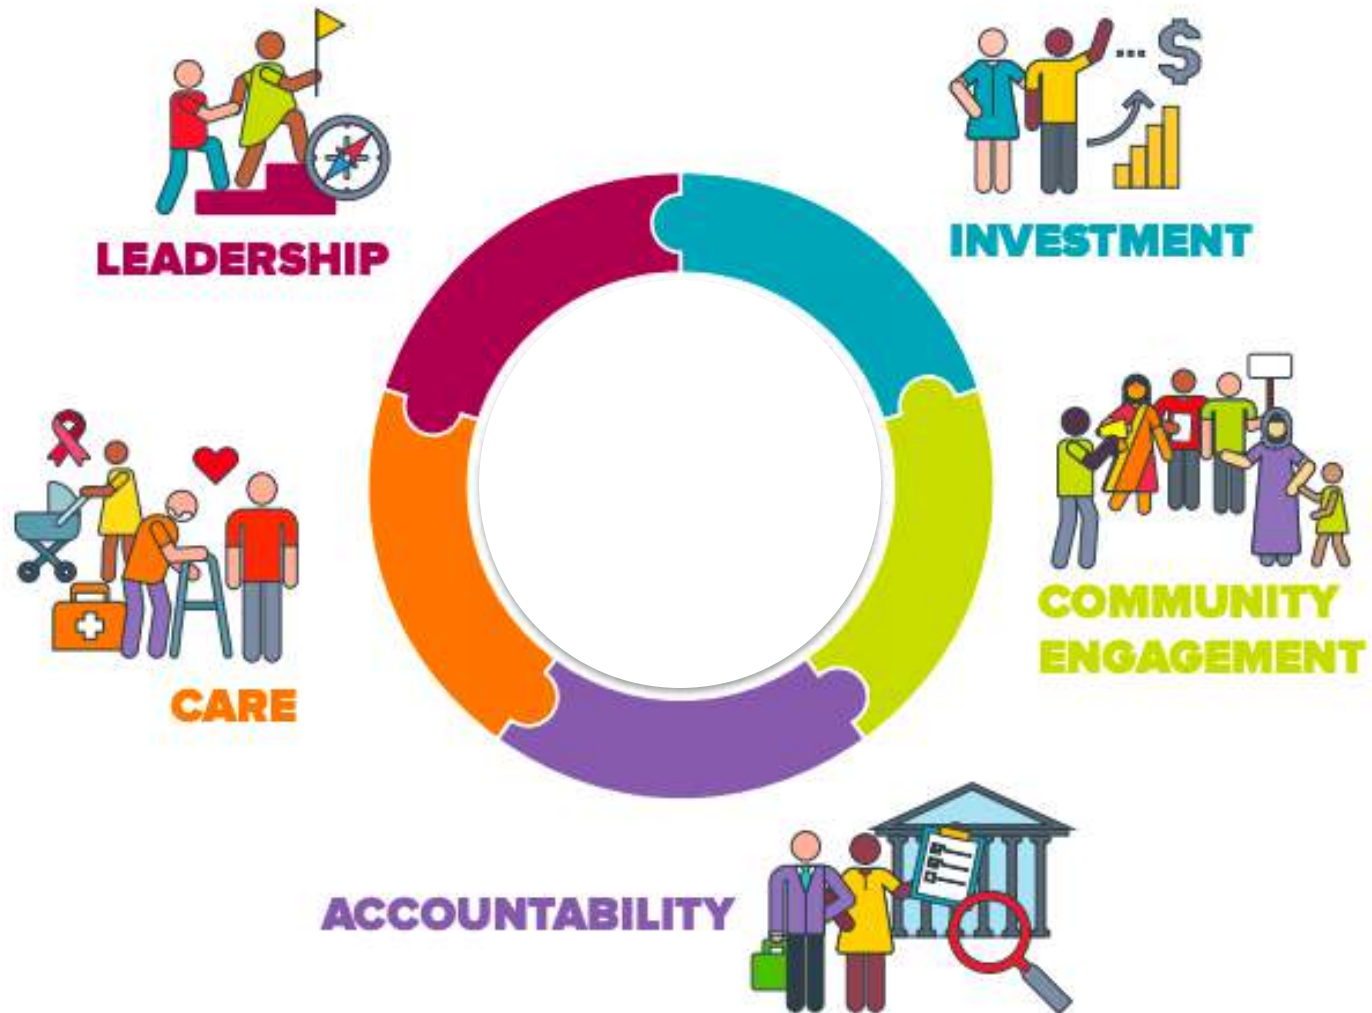 LEADERSHIP
INVESTMENT
COMMUNITY
ENGAGEMENT
CARE
ACCOUNTABILITY
... $